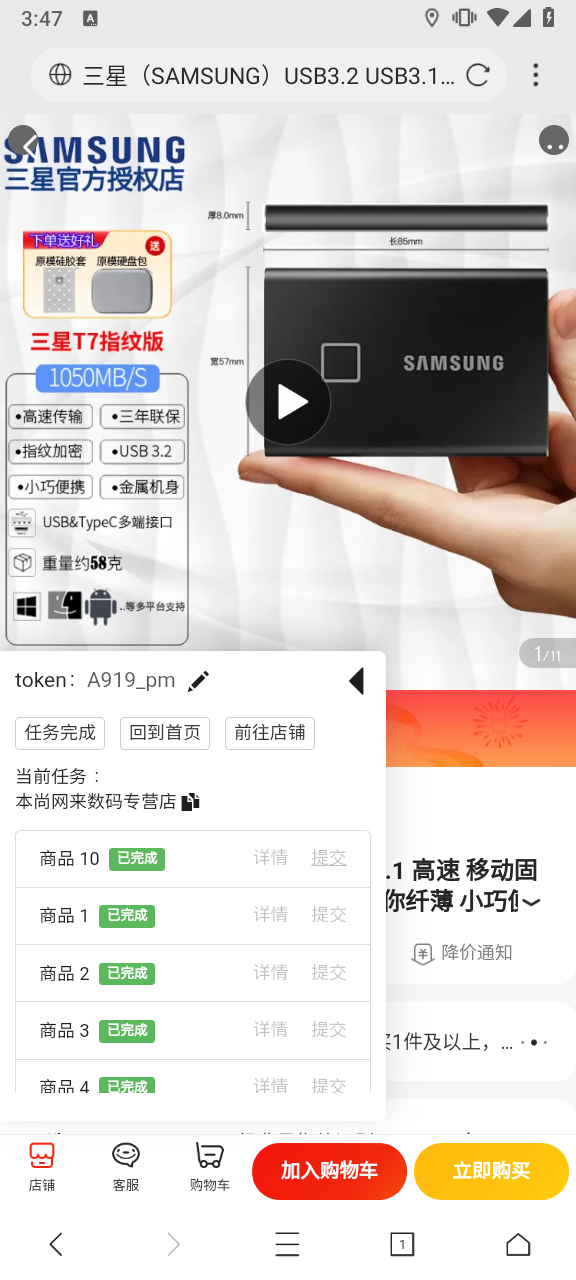 3:47
A
三星（SAMSUNG）USB3.2 USB3.1...
SAMSUNG
三星官方授权店
下单送好礼
送
原模硅胶套 原模硬盘包
三星T7指纹版
1050MB/S
•高速传输 •三年联保
•指纹加密 •USB 3.2
•小巧便携 •金属机身
USB&TypeC多端接口
重量约58克
..等多平台支持
厚8.0mm
长85mm
宽57mm
SAMSUNG
1/11
token： A919_pm
任务完成 回到首页 前往店铺
当前任务：
本尚网来数码专营店
商品 10 已完成 详情 提交
商品 1 已完成 详情 提交
商品 2 已完成 详情 提交
商品 3 已完成 详情 提交
商品 4 已完成 详情 提交
.1 高速 移动固
你纤薄 小巧便
降价通知
买1件及以上，...
店铺 客服 购物车 加入购物车 立即购买
1